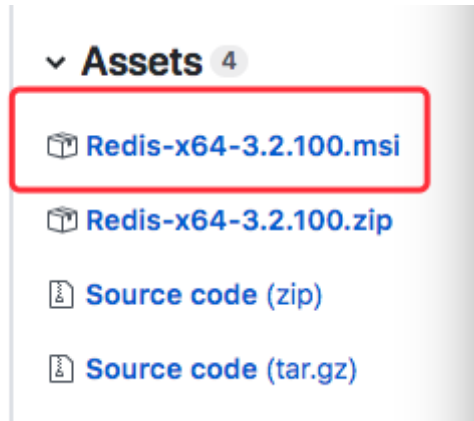 Assets 4
Redis-x64-3.2.100.msi
Redis-x64-3.2.100.zip
Source code (zip)
Source code (tar.gz)